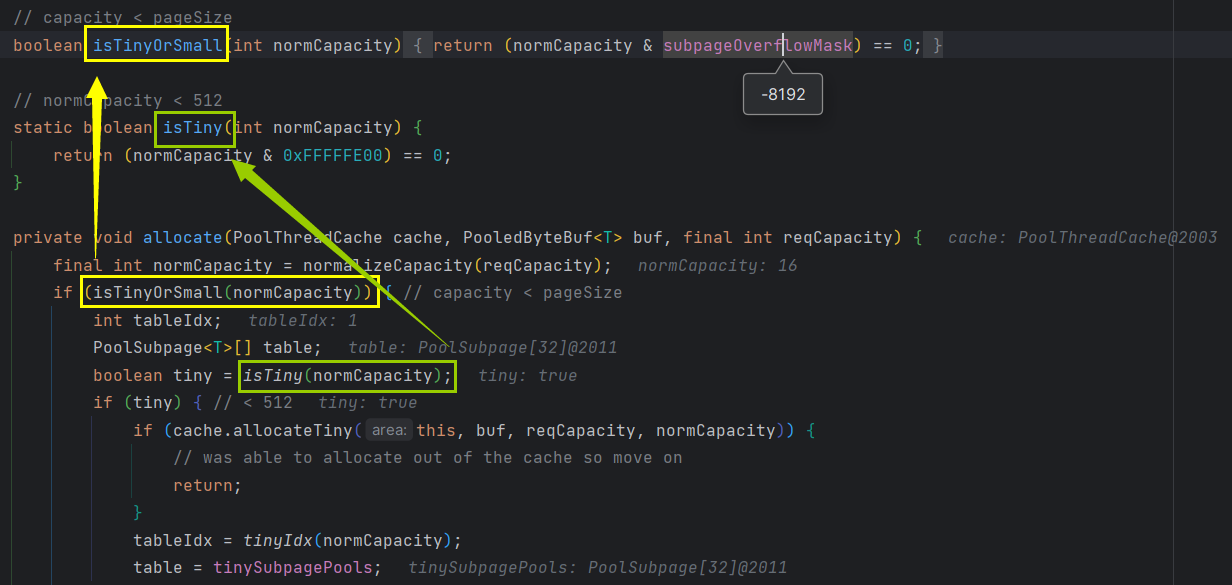 // capacity < pageSize
boolean isTinyOrSmall(int normCapacity) { return (normCapacity & subpageOverflowMask) == 0; }
-8192
// normCapacity < 512
static boolean isTiny(int normCapacity) {
return (normCapacity & 0xFFFFFE00) == 0;
}
private void allocate(PoolThreadCache cache, PooledByteBuf<T> buf, final int reqCapacity) { cache: PoolThreadCache@2003
final int normCapacity = normalizeCapacity(reqCapacity); normCapacity: 16
if (isTinyOrSmall(normCapacity)) { // capacity < pageSize
int tableIdx; tableIdx: 1
PoolSubpage<T>[] table; table: PoolSubpage[32]@2011
boolean tiny = isTiny(normCapacity); tiny: true
if (tiny) { // < 512 tiny: true
if (cache.allocateTiny( area: this, buf, reqCapacity, normCapacity)) {
// was able to allocate out of the cache so move on
return;
}
tableIdx = tinyIdx(normCapacity);
table = tinySubpagePools; tinySubpagePools: PoolSubpage[32]@2011